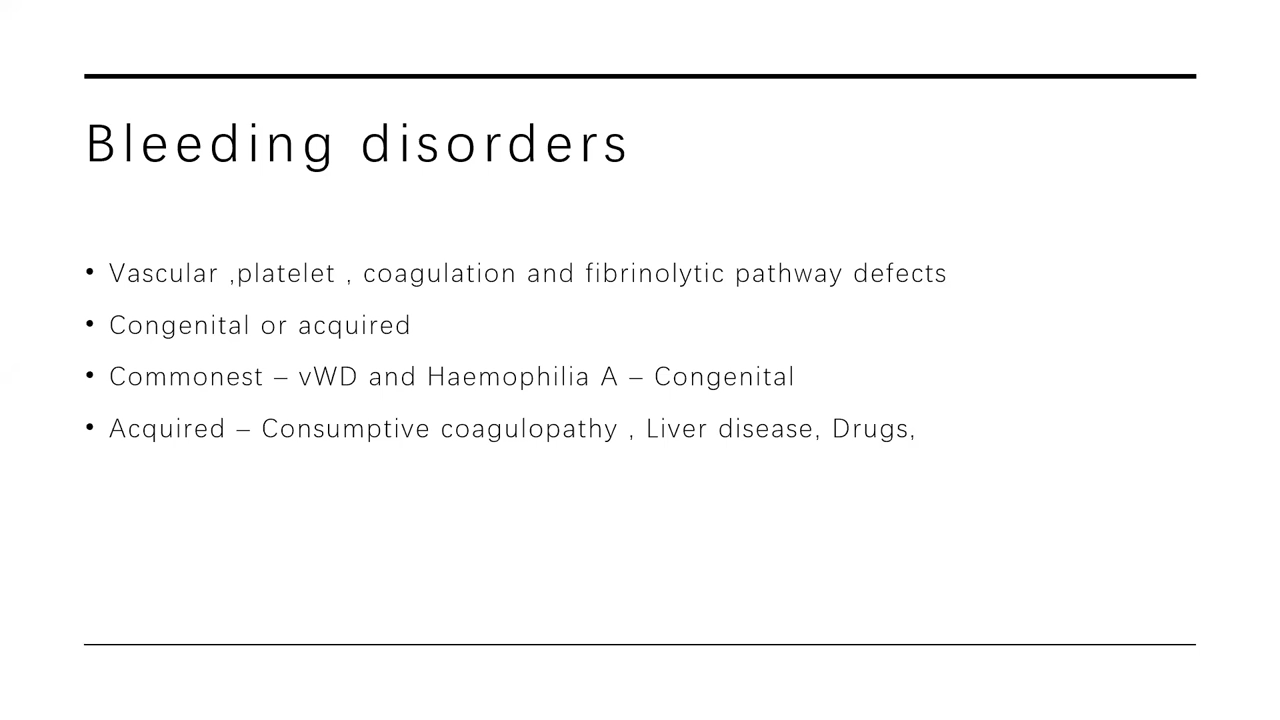 Bleeding disorders
• Vascular ,platelet , coagulation and fibrinolytic pathway defects
• Congenital or acquired
• Commonest – vWD and Haemophilia A – Congenital
• Acquired – Consumptive coagulopathy , Liver disease, Drugs,